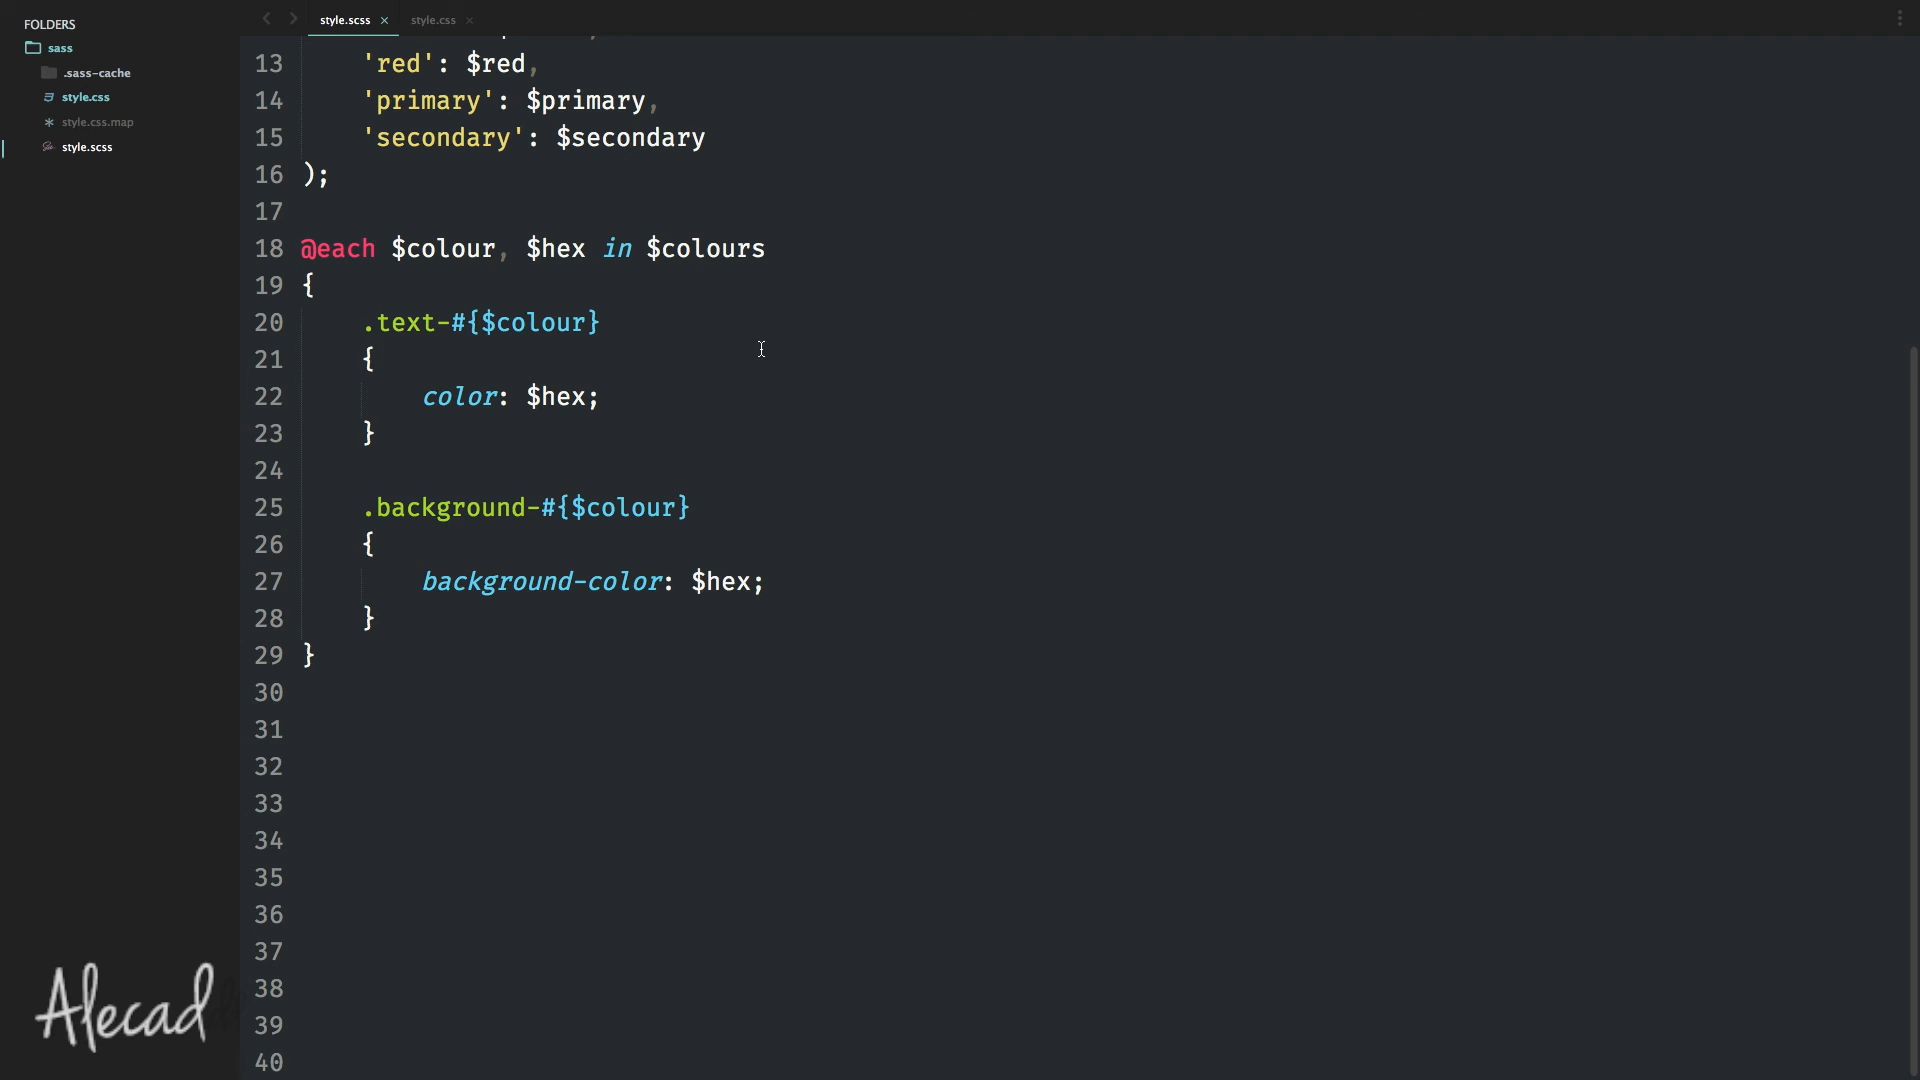 FOLDERS
sass
.sass-cache
style.css
style.css.map
style.scss
style.scss × style.css ×
13 'red': $red,
14 'primary': $primary,
15 'secondary': $secondary
16 );
17
18 @each $colour, $hex in $colours
19 {
20 .text-#{$colour}
21 {
22 color: $hex;
23 }
24
25 .background-#{$colour}
26 {
27 background-color: $hex;
28 }
29 }
30
31
32
33
34
35
36
37
38
39
40
Alecad